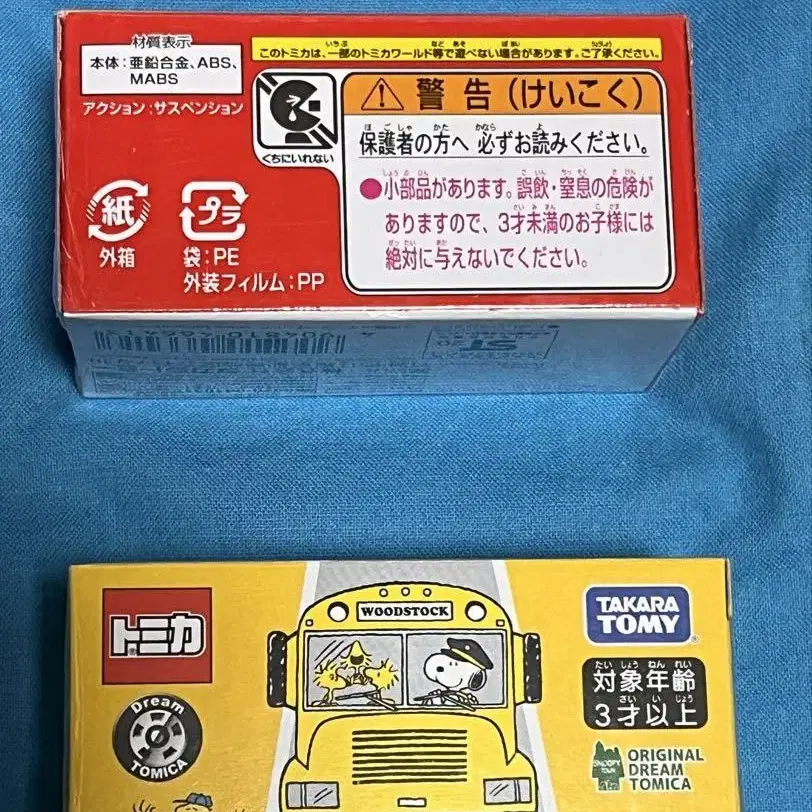 材質表示
本体:亜鉛合金、ABS、
MABS
アクション:サスペンション
このトミカは、一部のトミカワールド等で遊べない場合があります。ご了承ください。
くちにいれない
警告(けいこく)
保護者の方へ 必ずお読みください。
●小部品があります。誤飲・窒息の危険が
ありますので、3才未満のお子様には
絶対に与えないでください。
紙
外箱
プラ
袋:PE
外装フィルム:PP
ST
トミカ
Dream
TOMICA
WOODSTOCK
TAKARA
TOMY
対象年齢
3才以上
SNOOPY
TOWN
ORIGINAL
DREAM
TOMICA